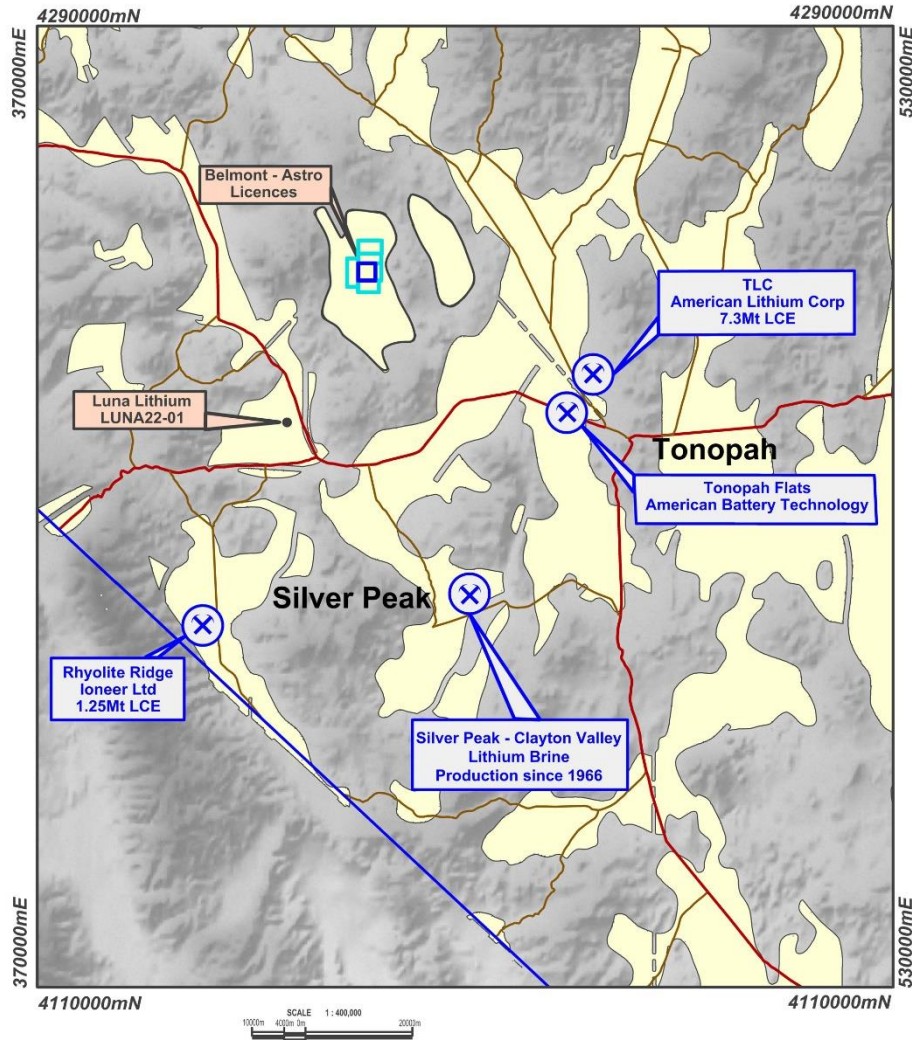 4290000mN
4290000mN
370000mE
530000mE
Belmont - Astro
Licences
TLC
American Lithium Corp
7.3Mt LCE
Luna Lithium
LUNA22-01
Tonopah
Tonopah Flats
American Battery Technology
Silver Peak
Rhyolite Ridge
Ioneer Ltd
1.25Mt LCE
Silver Peak - Clayton Valley
Lithium Brine
Production since 1966
370000mE
530000mE
4110000mN
4110000mN
SCALE 1 : 400,000
10000m 4000m 0m 20000m